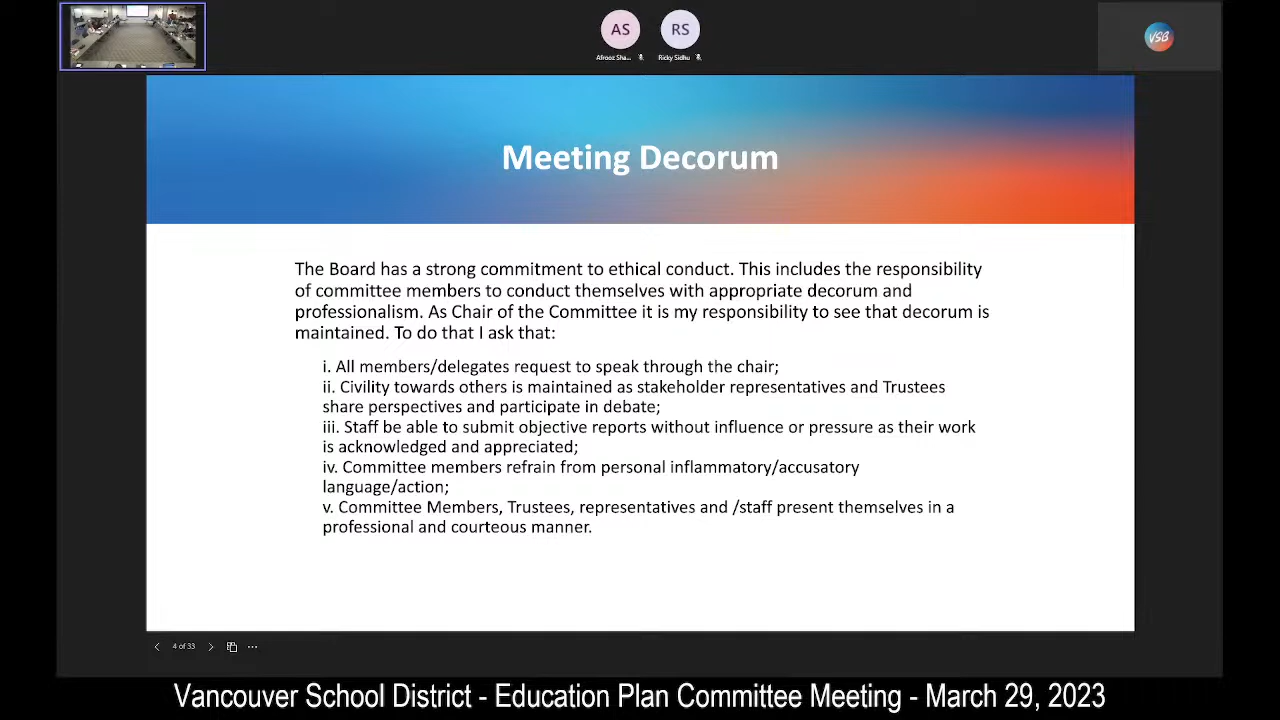 AS
RS
Afrooz Sha...
Ricky Sidhu
VSB
Meeting Decorum
The Board has a strong commitment to ethical conduct. This includes the responsibility
of committee members to conduct themselves with appropriate decorum and
professionalism. As Chair of the Committee it is my responsibility to see that decorum is
maintained. To do that I ask that:
i. All members/delegates request to speak through the chair;
ii. Civility towards others is maintained as stakeholder representatives and Trustees
share perspectives and participate in debate;
iii. Staff be able to submit objective reports without influence or pressure as their work
is acknowledged and appreciated;
iv. Committee members refrain from personal inflammatory/accusatory
language/action;
v. Committee Members, Trustees, representatives and /staff present themselves in a
professional and courteous manner.
4 of 33
Vancouver School District - Education Plan Committee Meeting - March 29, 2023